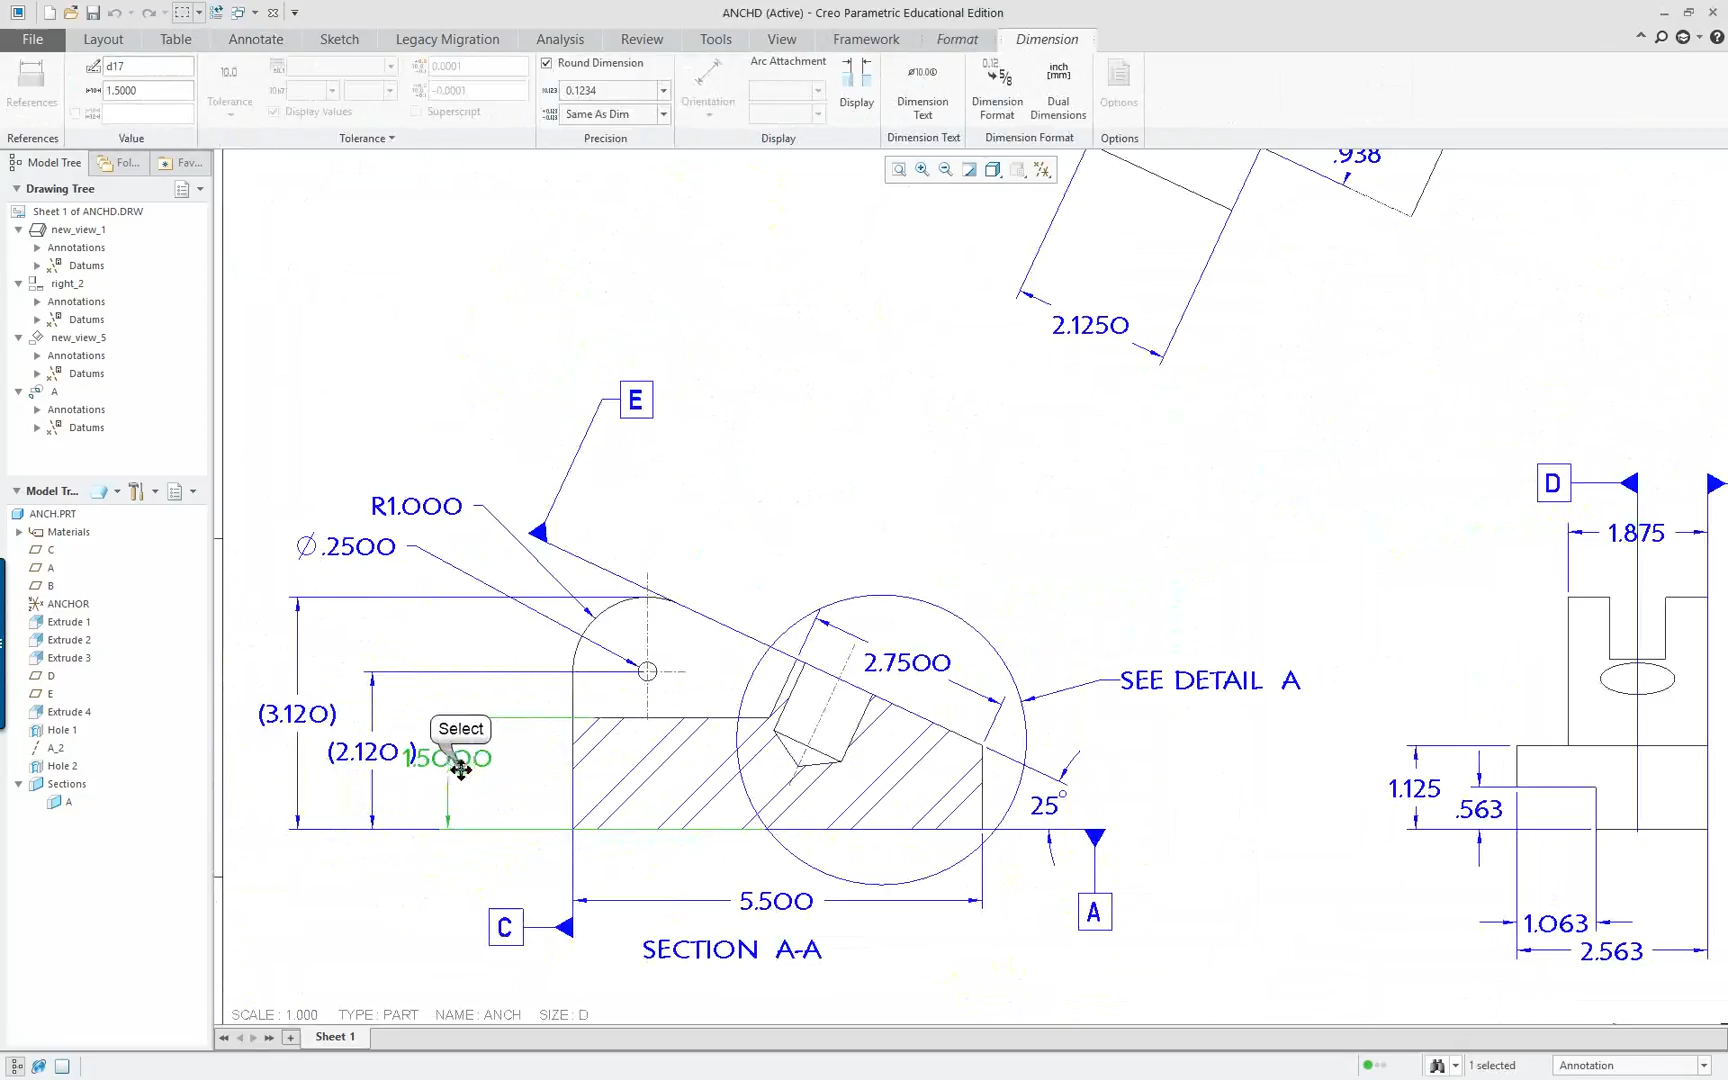 ANCHD (Active) - Creo Parametric Educational Edition
File Layout Table Annotate Sketch Legacy Migration Analysis Review Tools View Framework Format Dimension
d17 10.0 0.0001 Round Dimension Arc Attachment
1.5000 -0.0001 0.1234
References Tolerance Display Values Superscript Same As Dim Orientation Display Dimension Text Dimension Format Dual Dimensions Options
References Value Tolerance Precision Display Dimension Text Dimension Format Options
Model Tree Fol... Fav...
Drawing Tree
Sheet 1 of ANCHD.DRW
new_view_1
Annotations
Datums
right_2
Annotations
Datums
new_view_5
Annotations
Datums
A
Annotations
Datums
Model Tr...
ANCH.PRT
Materials
C
A
B
ANCHOR
Extrude 1
Extrude 2
Extrude 3
D
E
Extrude 4
Hole 1
A_2
Hole 2
Sections
A
.938
2.1250
E
R1.000
Ø .2500
2.7500
SEE DETAIL A
(3.120)
(2.120)
Select
1.5000
25°
5.500
C
A
SECTION A-A
D
1.875
1.125
.563
1.063
2.563
SCALE : 1.000 TYPE : PART NAME : ANCH SIZE : D
Sheet 1
1 selected Annotation